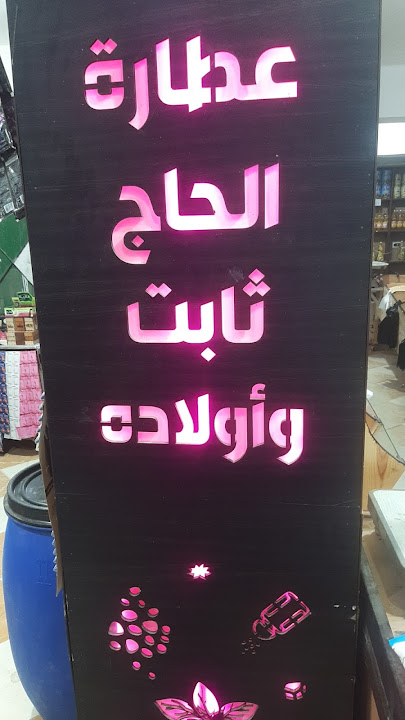 عطارة
الحاج
ثابت
وأولاده